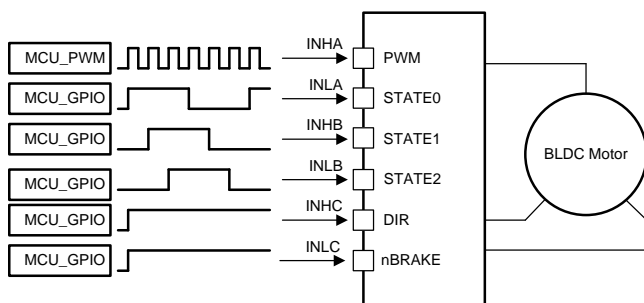 MCU_PWM INHA PWM
MCU_GPIO INLA STATE0
MCU_GPIO INHB STATE1
MCU_GPIO INLB STATE2
MCU_GPIO INHC DIR
MCU_GPIO INLC nBRAKE
BLDC Motor